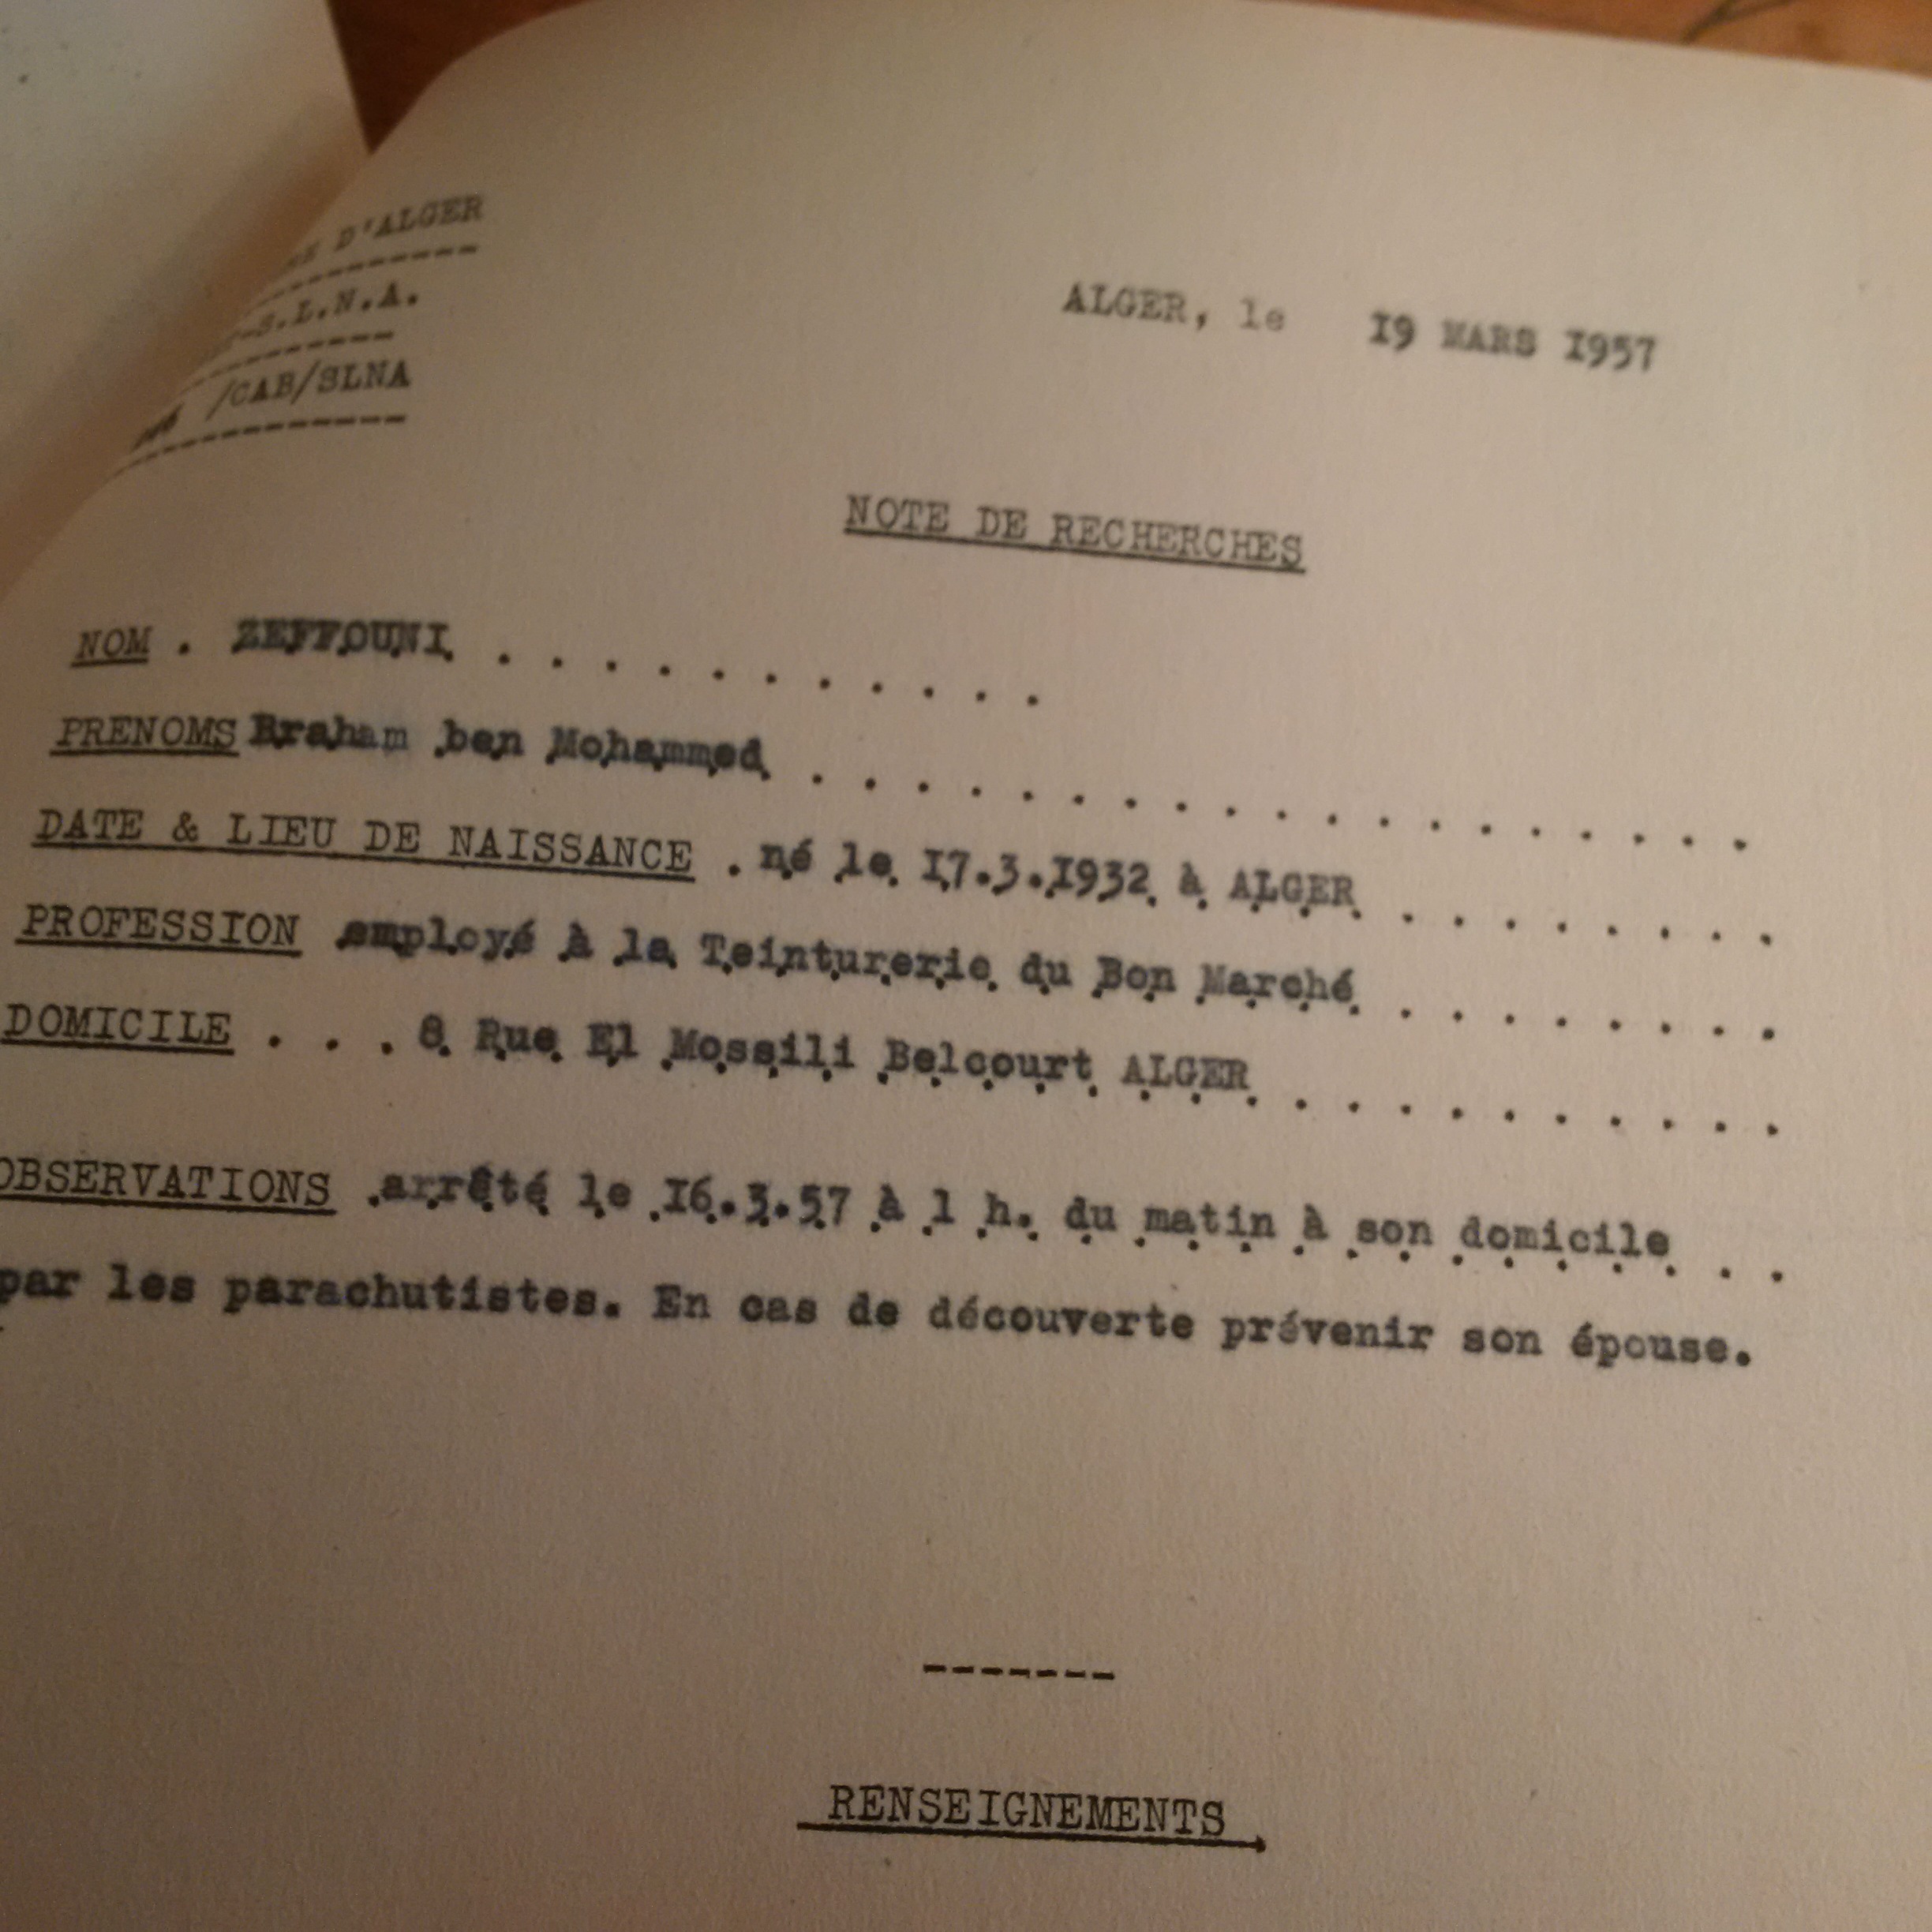 D'ALGER
S.L.N.A.
/CAB/SLNA
ALGER, le 19 MARS 1957
NOTE DE RECHERCHES
NOM . ZEFFOUNI . . . . . . . . . . .
PRENOMS Braham ben Mohammed . . . . . . . . . . . . . . . . . . .
DATE & LIEU DE NAISSANCE . né le 17.3.1932 à ALGER . . . . . . . .
PROFESSION employé à la Teinturerie du Bon Marché . . . . . . . .
DOMICILE . . . 8 Rue El Mossili Belcourt ALGER . . . . . . . . . .
OBSERVATIONS arrêté le 16.3.57 à 1 h. du matin à son domicile . .
par les parachutistes. En cas de découverte prévenir son épouse.
-------
RENSEIGNEMENTS